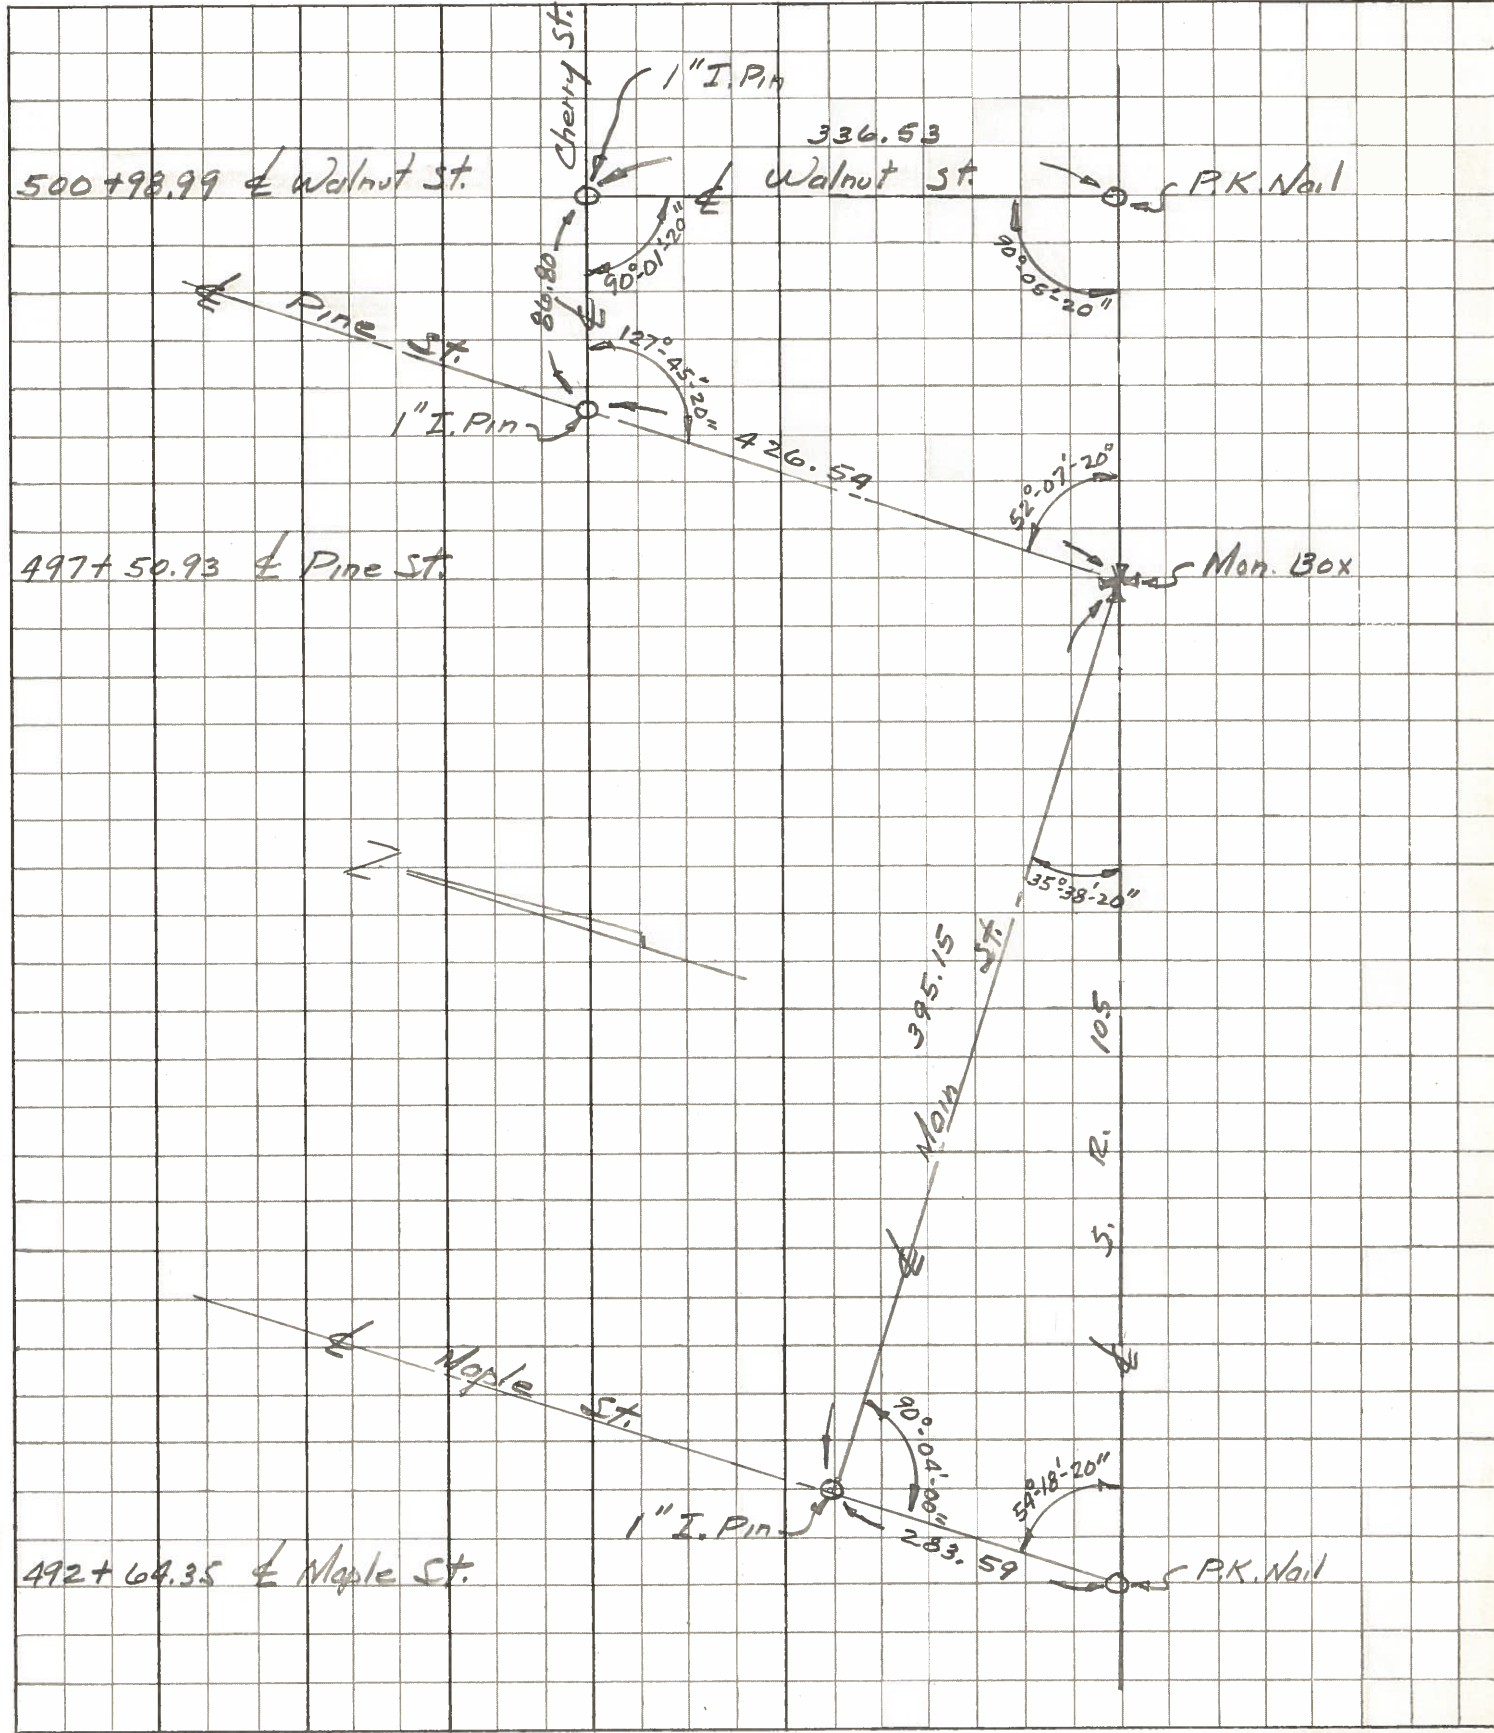 Cherry St.
1" I. Pin
336.53
500+98.99 ℄ Walnut St.
℄ Walnut St.
P.K. Nail
90°-01'-20"
90°-05'-20"
86.80
℄
℄ Pine St.
127°-45'-20"
1" I. Pin
426.54
52°-07'-20"
497+50.93 ℄ Pine St.
Mon. Box
35°-38'-20"
395.15
℄ Main St.
℄ S. R. 105
℄ Maple St.
90°-04'-00"
54°-18'-20"
1" I. Pin
283.59
492+64.35 ℄ Maple St.
P.K. Nail